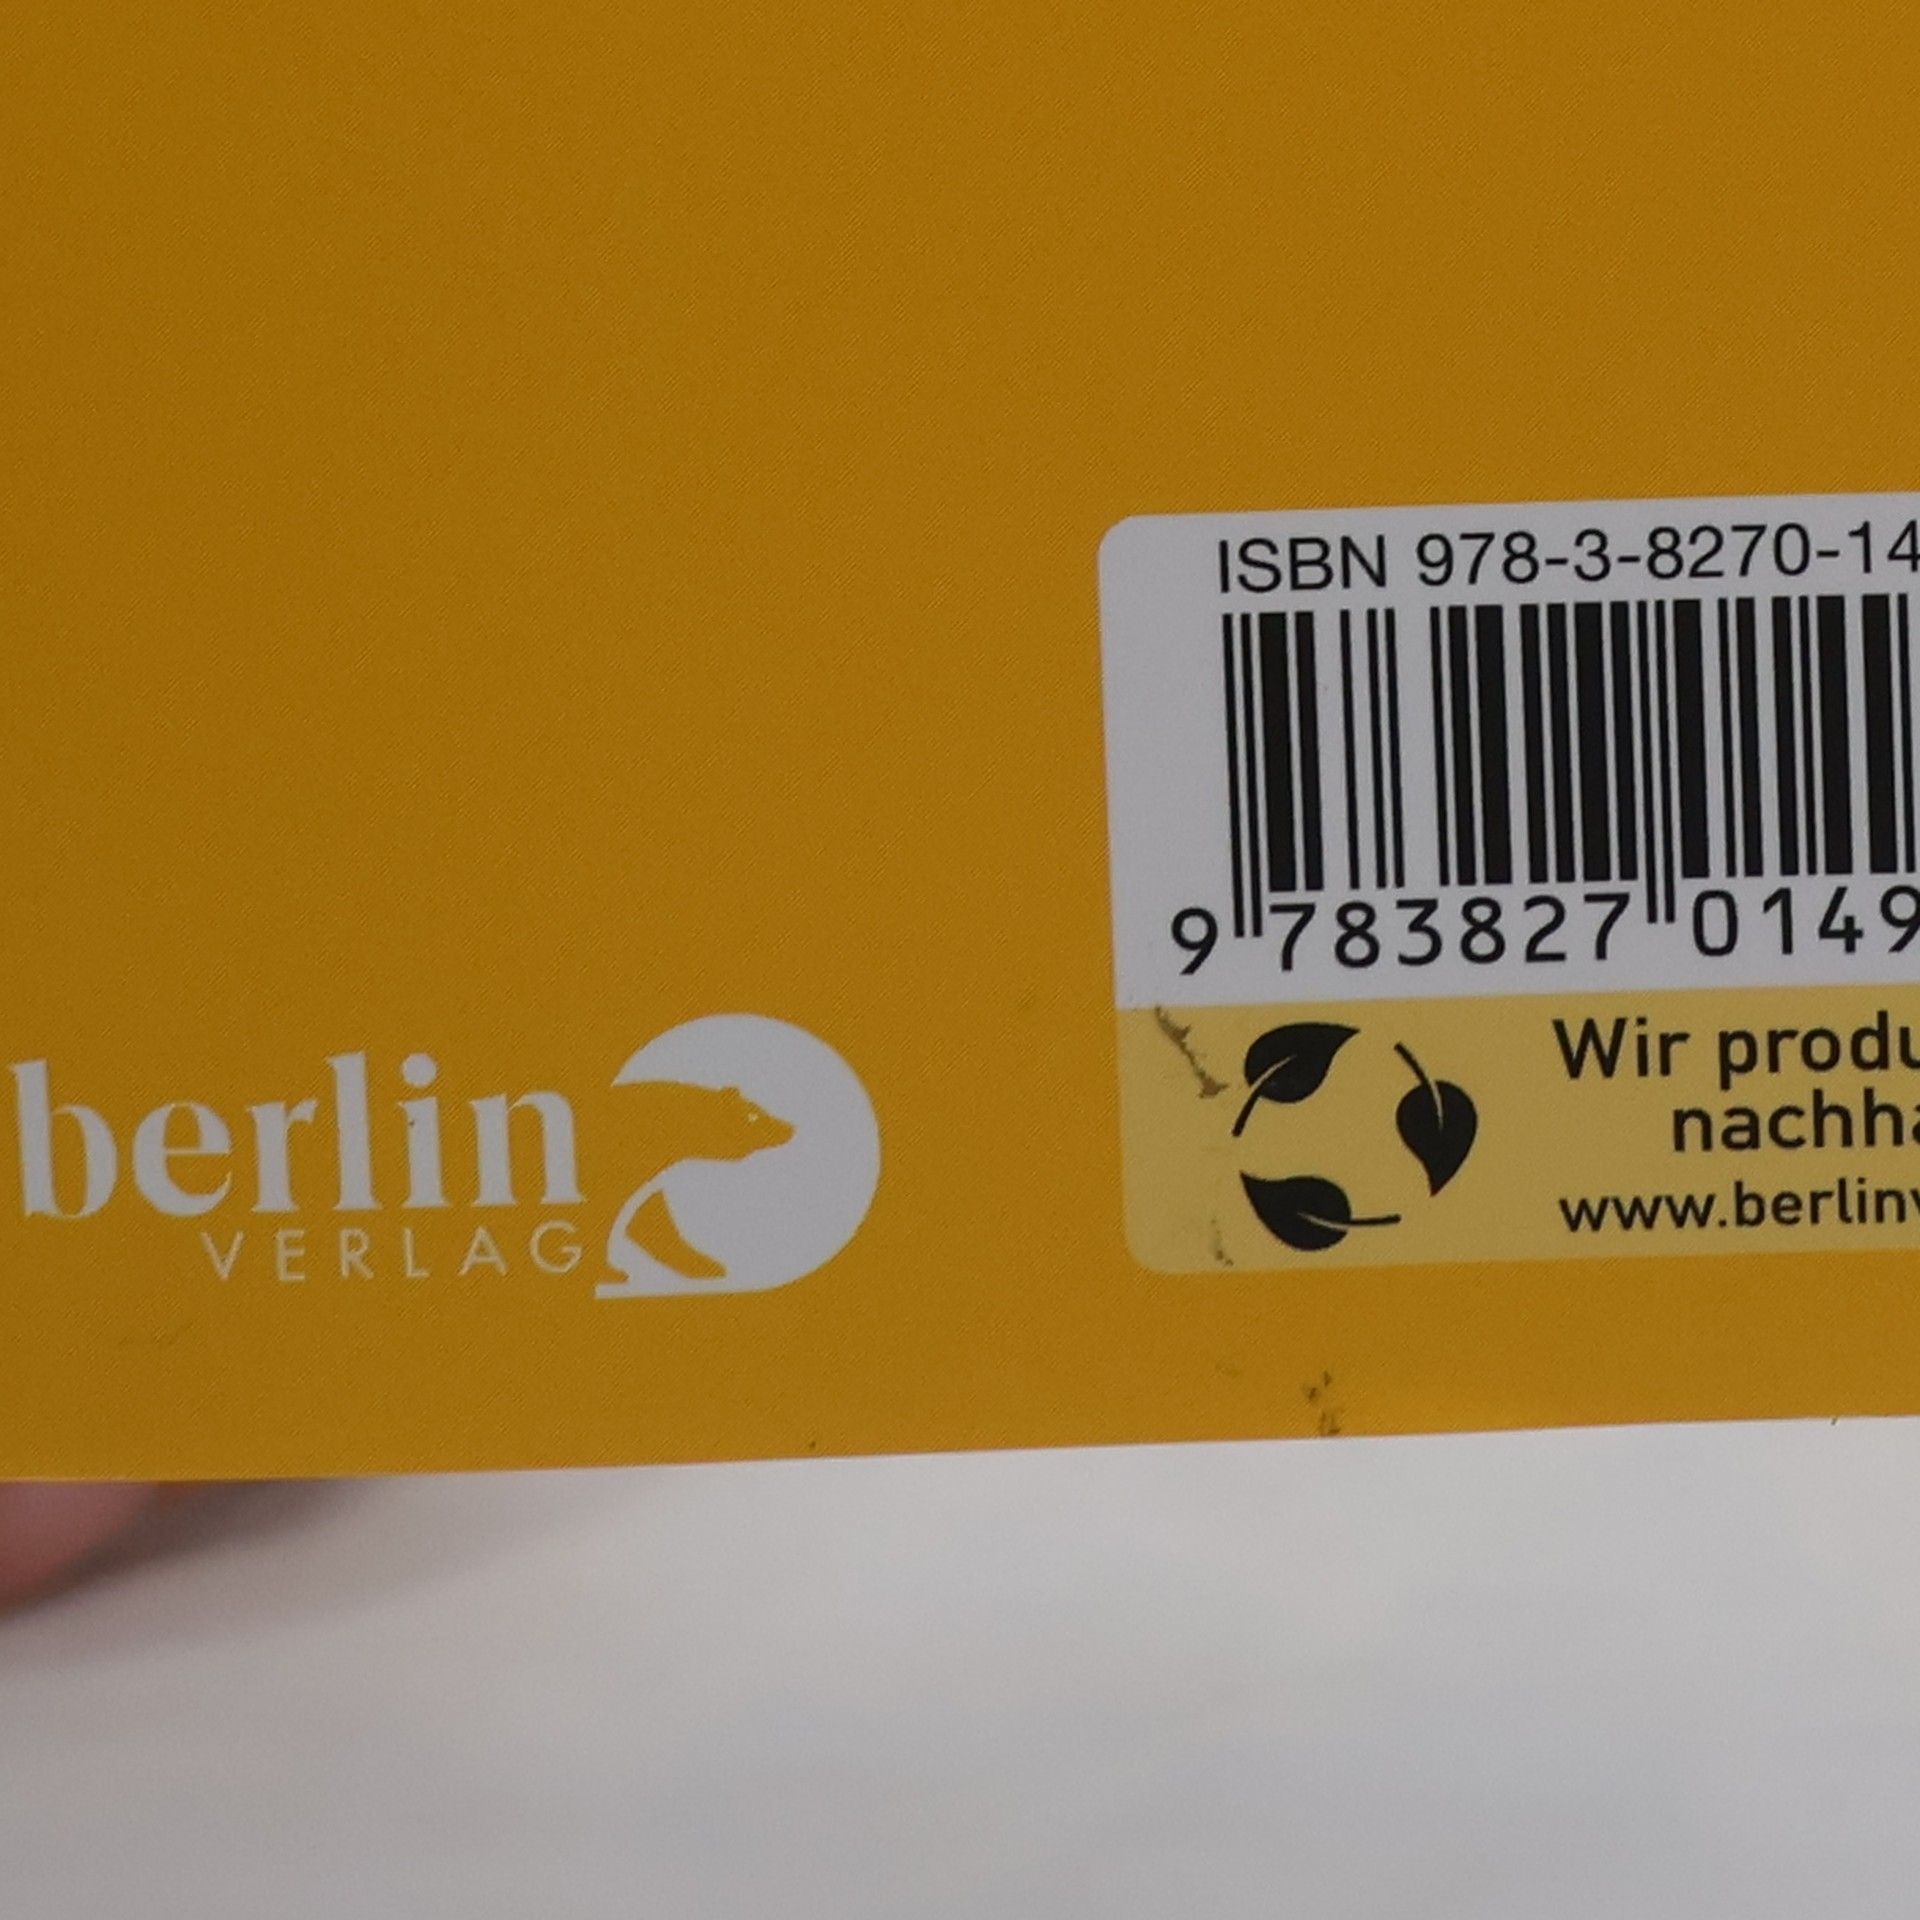 berlin
VERLAG
ISBN 978-3-8270-14
9 783827 0149
Wir produ
nachha
www.berlinv